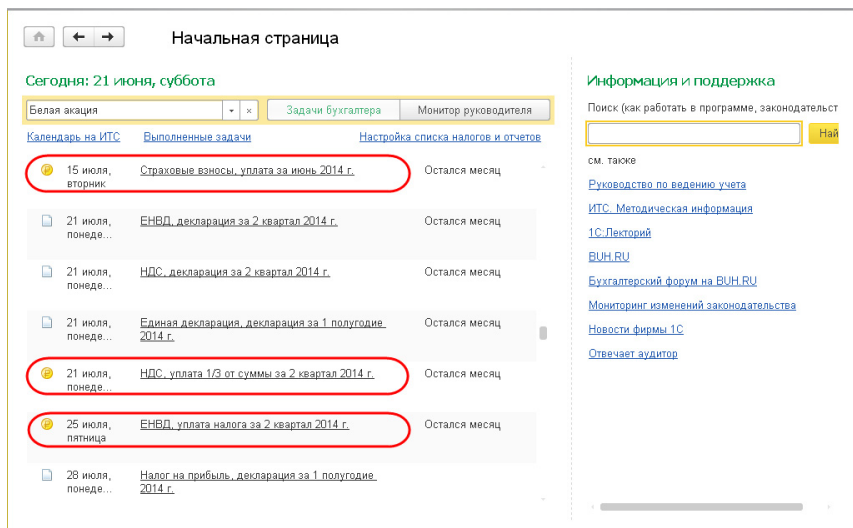 Начальная страница
Сегодня: 21 июня, суббота
Белая акация
Задачи бухгалтера
Монитор руководителя
Календарь на ИТС
Выполненные задачи
Настройка списка налогов и отчетов
15 июля,
вторник
Страховые взносы, уплата за июнь 2014 г.
Остался месяц
21 июля,
понеде...
ЕНВД, декларация за 2 квартал 2014 г.
Остался месяц
21 июля,
понеде...
НДС, декларация за 2 квартал 2014 г.
Остался месяц
21 июля,
понеде...
Единая декларация, декларация за 1 полугодие
2014 г.
Остался месяц
21 июля,
понеде...
НДС, уплата 1/3 от суммы за 2 квартал 2014 г.
Остался месяц
25 июля,
пятница
ЕНВД, уплата налога за 2 квартал 2014 г.
Остался месяц
28 июля,
понеде...
Налог на прибыль, декларация за 1 полугодие
2014 г.
Информация и поддержка
Поиск (как работать в программе, законодательст
Най
см. также
Руководство по ведению учета
ИТС. Методическая информация
1С:Лекторий
BUH.RU
Бухгалтерский форум на BUH.RU
Мониторинг изменений законодательства
Новости фирмы 1С
Отвечает аудитор